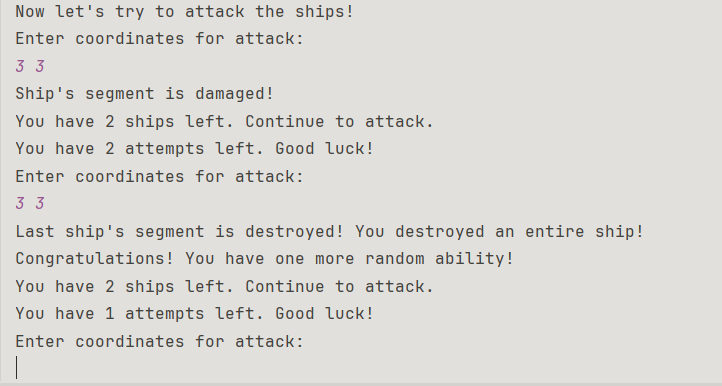 Now let's try to attack the ships!
Enter coordinates for attack:
3 3
Ship's segment is damaged!
You have 2 ships left. Continue to attack.
You have 2 attempts left. Good luck!
Enter coordinates for attack:
3 3
Last ship's segment is destroyed! You destroyed an entire ship!
Congratulations! You have one more random ability!
You have 2 ships left. Continue to attack.
You have 1 attempts left. Good luck!
Enter coordinates for attack: